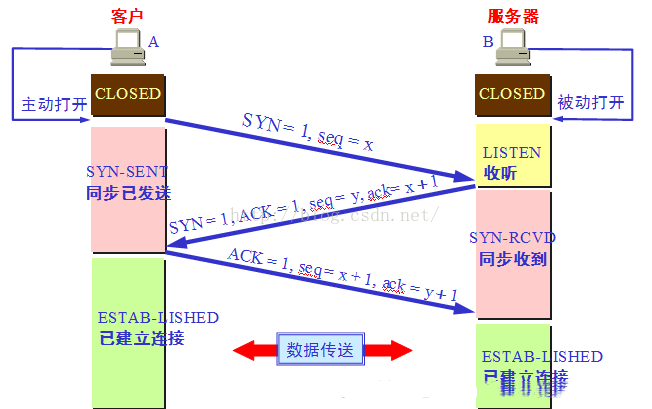 客户
服务器
A
B
CLOSED
CLOSED
主动打开
被动打开
SYN = 1, seq = x
LISTEN
收听
SYN-SENT
同步已发送
SYN = 1, ACK = 1, seq = y, ack= x + 1
http://blog.csdn.net/
SYN-RCVD
同步收到
ACK = 1, seq = x + 1, ack = y + 1
ESTAB-LISHED
已建立连接
数据传送
ESTAB-LISHED
已建立连接